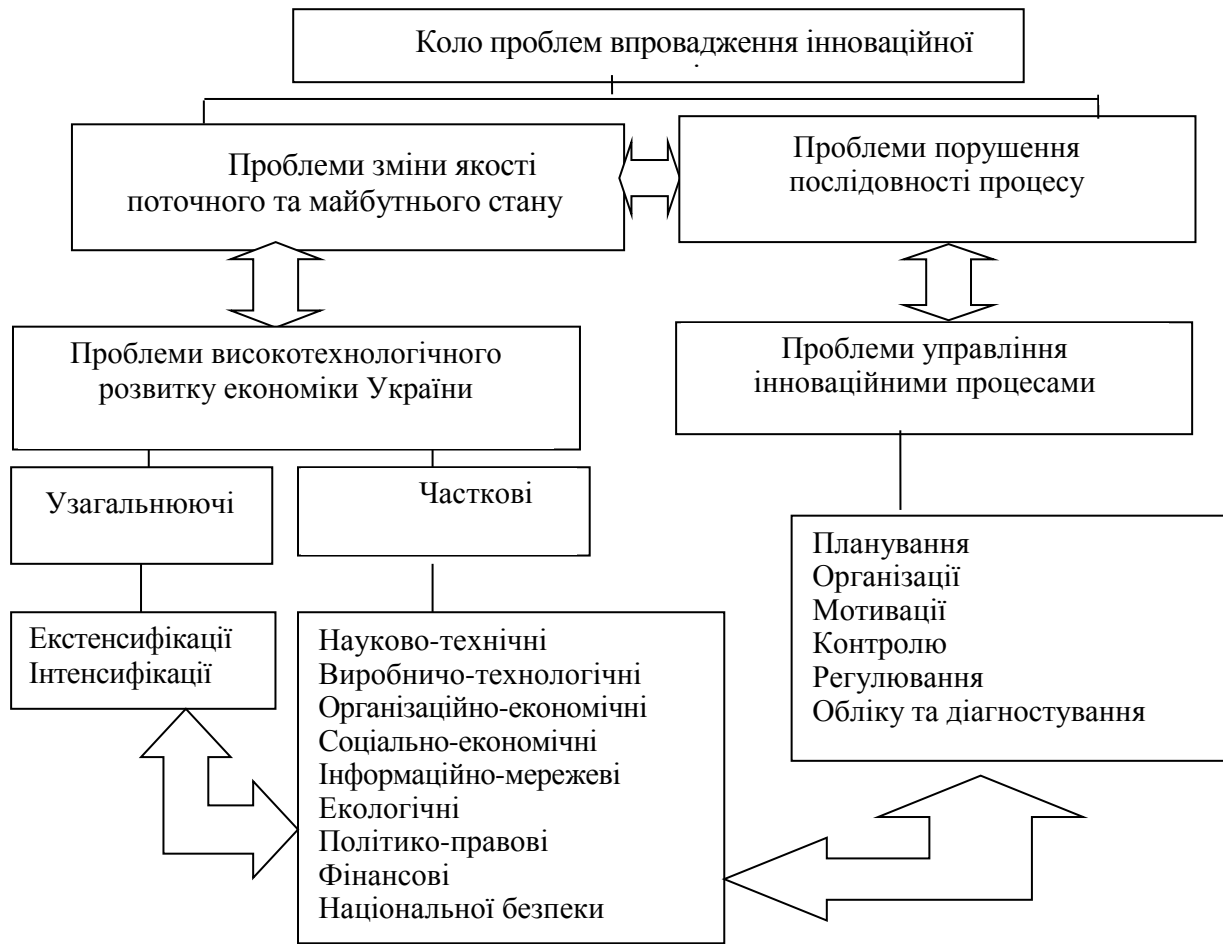 Коло проблем впровадження інноваційної
Проблеми зміни якості
поточного та майбутнього стану
Проблеми порушення
послідовності процесу
Проблеми високотехнологічного
розвитку економіки України
Проблеми управління
інноваційними процесами
Узагальнюючі
Часткові
Екстенсифікації
Інтенсифікації
Науково-технічні
Виробничо-технологічні
Організаційно-економічні
Соціально-економічні
Інформаційно-мережеві
Екологічні
Політико-правові
Фінансові
Національної безпеки
Планування
Організації
Мотивації
Контролю
Регулювання
Обліку та діагностування